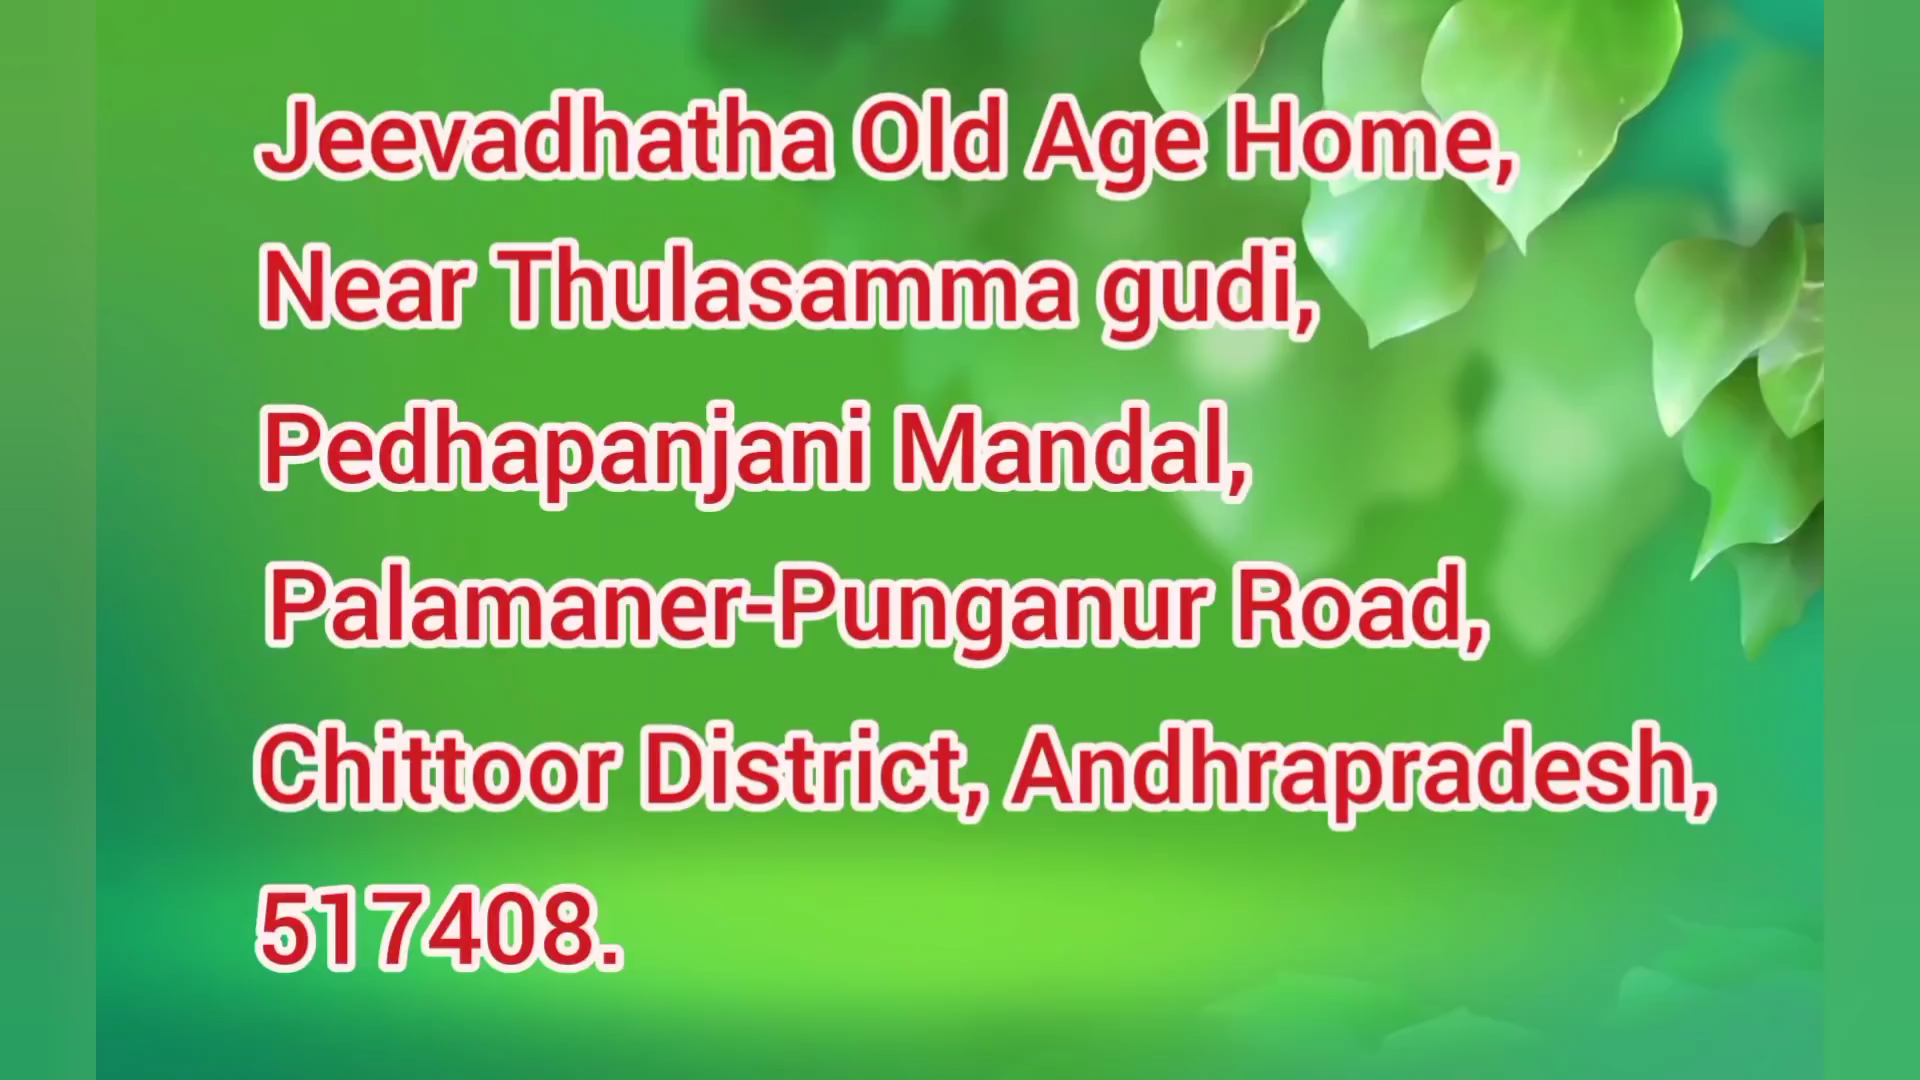 Jeevadhatha Old Age Home,
Near Thulasamma gudi,
Pedhapanjani Mandal,
Palamaner-Punganur Road,
Chittoor District, Andhrapradesh,
517408.